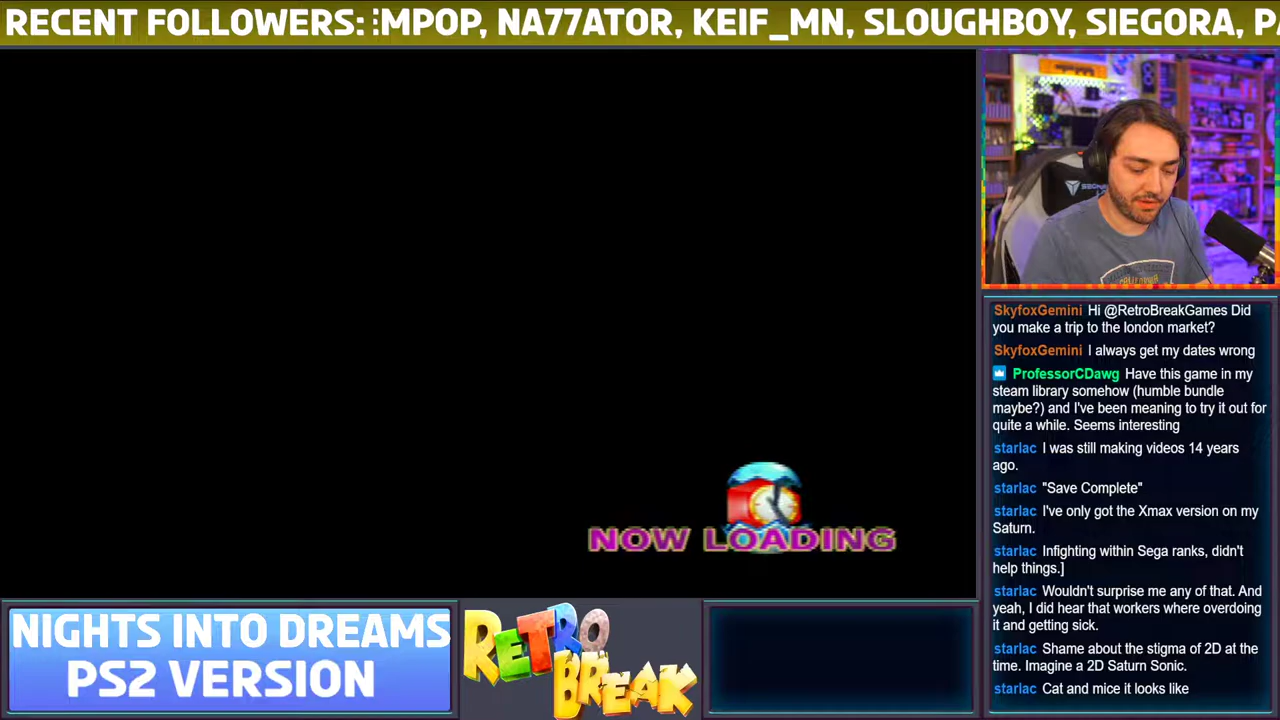 RECENT FOLLOWERS: EMPOP, NA77ATOR, KEIF_MN, SLOUGHBOY, SIEGORA,
NOW LOADING
SkyfoxGemini Hi @RetroBreakGames Did
you make a trip to the london market?
SkyfoxGemini I always get my dates wrong
ProfessorCDawg Have this game in my
steam library somehow (humble bundle
maybe?) and I've been meaning to try it out for
quite a while. Seems interesting
starlac I was still making videos 14 years
ago.
starlac "Save Complete"
starlac I've only got the Xmax version on my
Saturn.
starlac Infighting within Sega ranks, didn't
help things.]
starlac Wouldn't surprise me any of that. And
yeah, I did hear that workers where overdoing
it and getting sick.
starlac Shame about the stigma of 2D at the
time. Imagine a 2D Saturn Sonic.
starlac Cat and mice it looks like
NIGHTS INTO DREAMS
PS2 VERSION
RETRO
BREAK